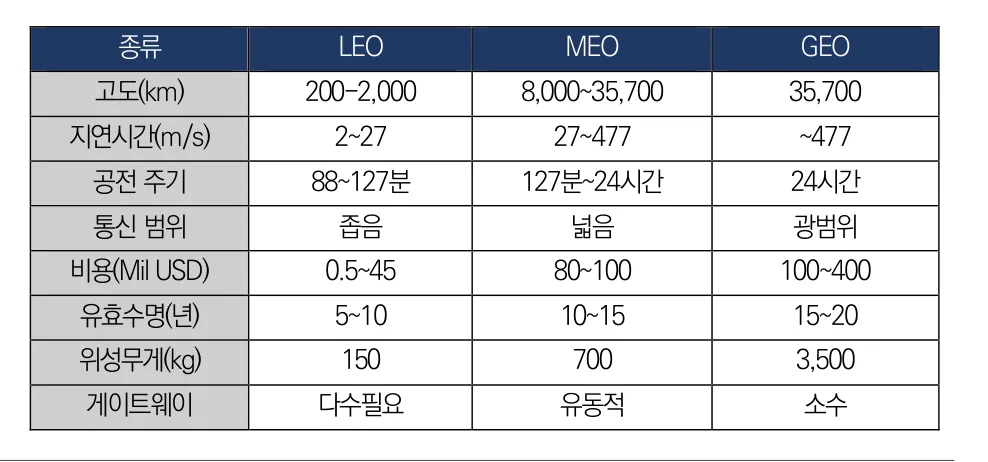 종류 LEO MEO GEO
고도(km) 200-2,000 8,000~35,700 35,700
지연시간(m/s) 2~27 27~477 ~477
공전 주기 88~127분 127분~24시간 24시간
통신 범위 좁음 넓음 광범위
비용(Mil USD) 0.5~45 80~100 100~400
유효수명(년) 5~10 10~15 15~20
위성무게(kg) 150 700 3,500
게이트웨이 다수필요 유동적 소수